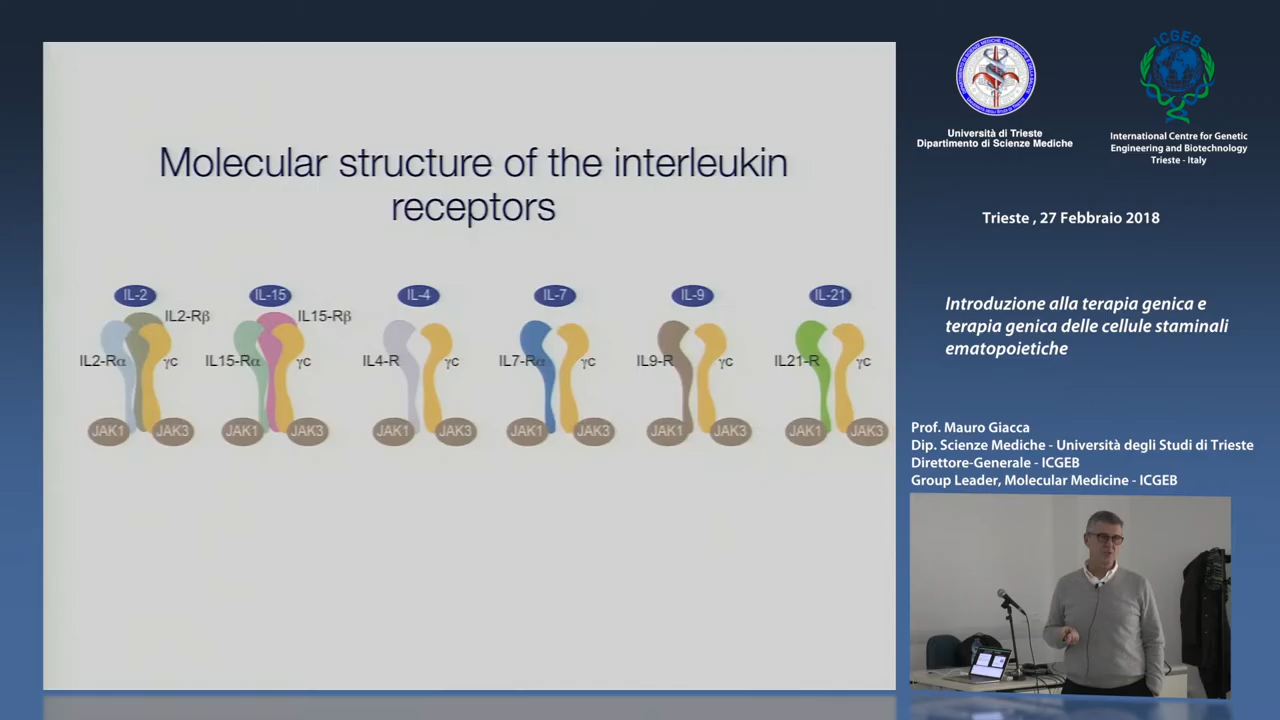 Molecular structure of the interleukin
receptors
IL-2
IL-15
IL-4
IL-7
IL-9
IL-21
IL2-Rβ
IL15-Rβ
IL2-Rα
γc
IL15-Rα
γc
IL4-R
γc
IL7-Rα
γc
IL9-R
γc
IL21-R
γc
JAK1
JAK3
JAK1
JAK3
JAK1
JAK3
JAK1
JAK3
JAK1
JAK3
JAK1
JAK3
Università di Trieste
Dipartimento di Scienze Mediche
ICGEB
International Centre for Genetic
Engineering and Biotechnology
Trieste - Italy
Trieste , 27 Febbraio 2018
Introduzione alla terapia genica e
terapia genica delle cellule staminali
ematopoietiche
Prof. Mauro Giacca
Dip. Scienze Mediche - Università degli Studi di Trieste
Direttore-Generale - ICGEB
Group Leader, Molecular Medicine - ICGEB